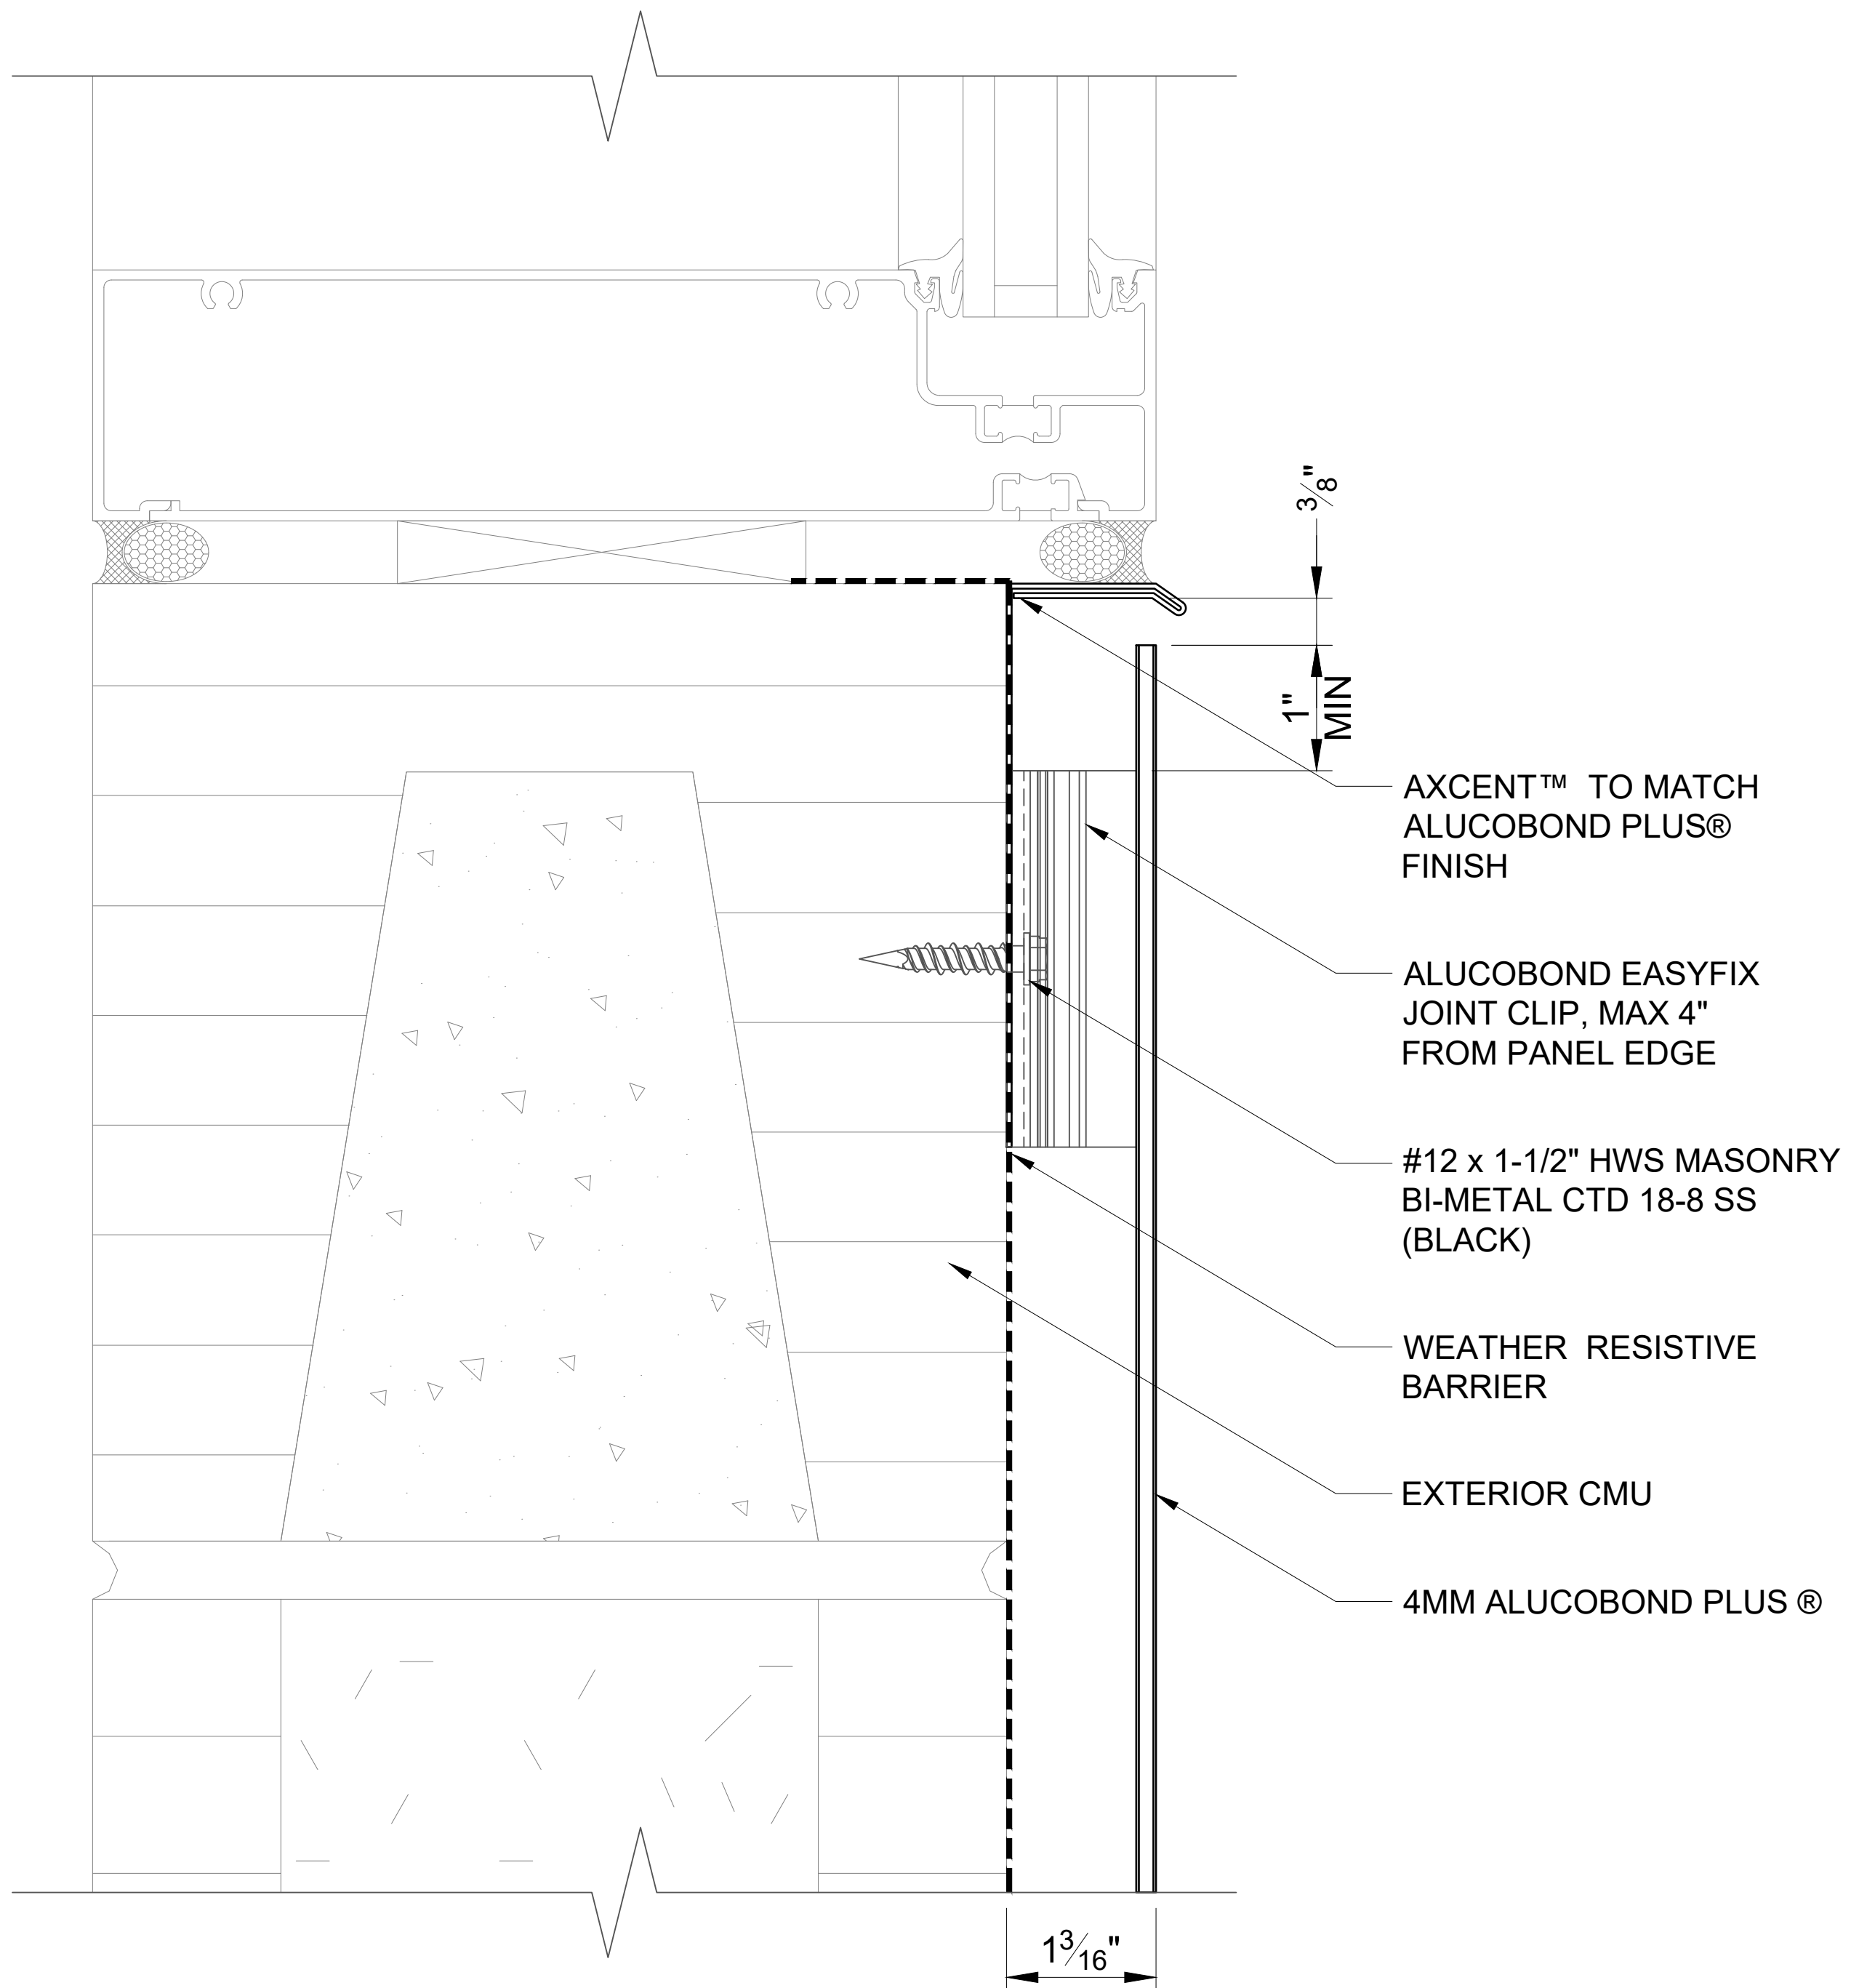 3/8"
1"
MIN
AXCENT™ TO MATCH
ALUCOBOND PLUS®
FINISH
ALUCOBOND EASYFIX
JOINT CLIP, MAX 4"
FROM PANEL EDGE
#12 x 1-1/2" HWS MASONRY
BI-METAL CTD 18-8 SS
(BLACK)
WEATHER RESISTIVE
BARRIER
EXTERIOR CMU
4MM ALUCOBOND PLUS ®
1 3/16"